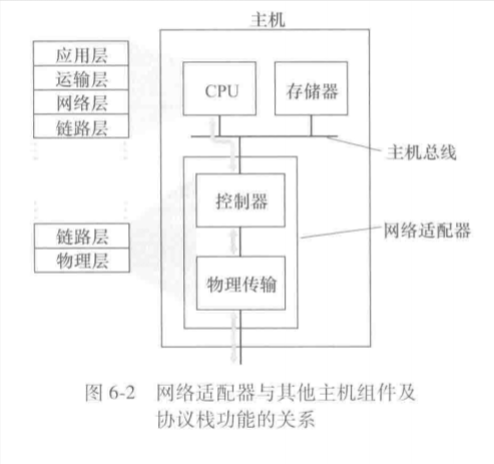 主机
应用层
运输层
网络层
链路层
CPU
存储器
主机总线
控制器
网络适配器
链路层
物理层
物理传输
图 6-2 网络适配器与其他主机组件及
协议栈功能的关系